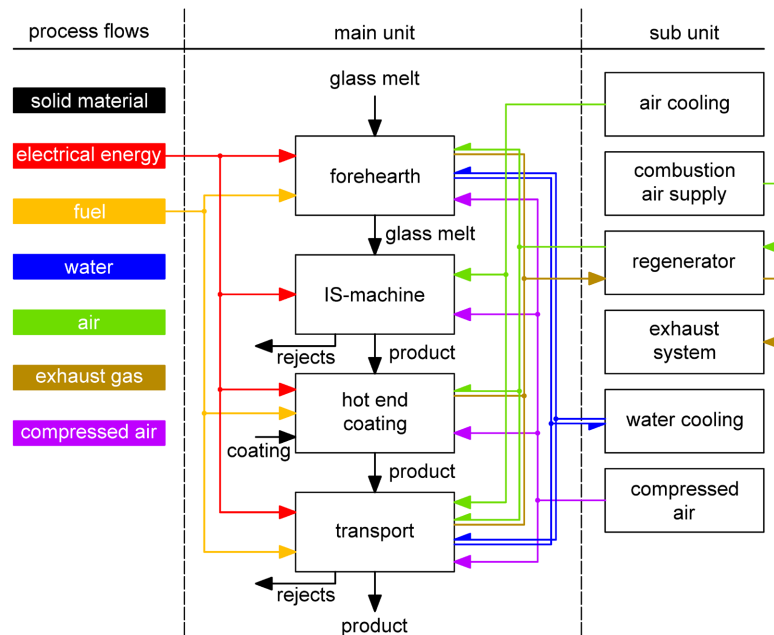 process flows
main unit
sub unit
solid material
electrical energy
fuel
water
air
exhaust gas
compressed air
glass melt
forehearth
glass melt
IS-machine
rejects
product
hot end
coating
coating
product
transport
rejects
product
air cooling
combustion
air supply
regenerator
exhaust
system
water cooling
compressed
air